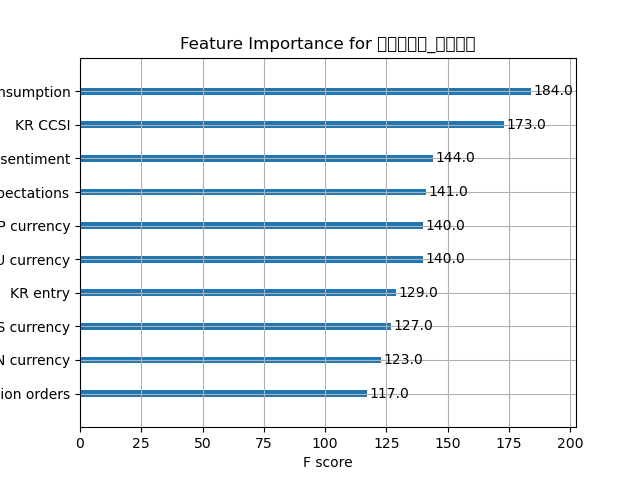 Feature Importance for
nsumption
184.0
KR CCSI
173.0
sentiment
144.0
pectations
141.0
P currency
140.0
U currency
140.0
KR entry
129.0
S currency
127.0
N currency
123.0
ion orders
117.0
0 25 50 75 100 125 150 175 200
F score